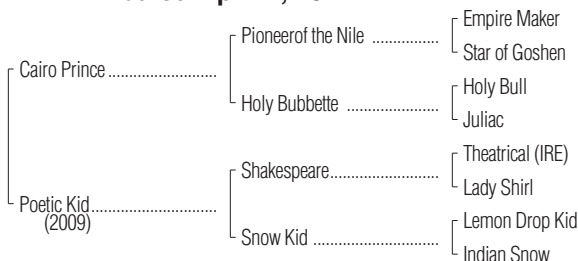 Empire Maker
Pioneerof the Nile ..................
Star of Goshen
Cairo Prince .............................
Holy Bull
Holy Bubbette .........................
Juliac
Theatrical (IRE)
Shakespeare.............................
Lady Shirl
Poetic Kid .................................
(2009)
Lemon Drop Kid
Snow Kid .................................
Indian Snow